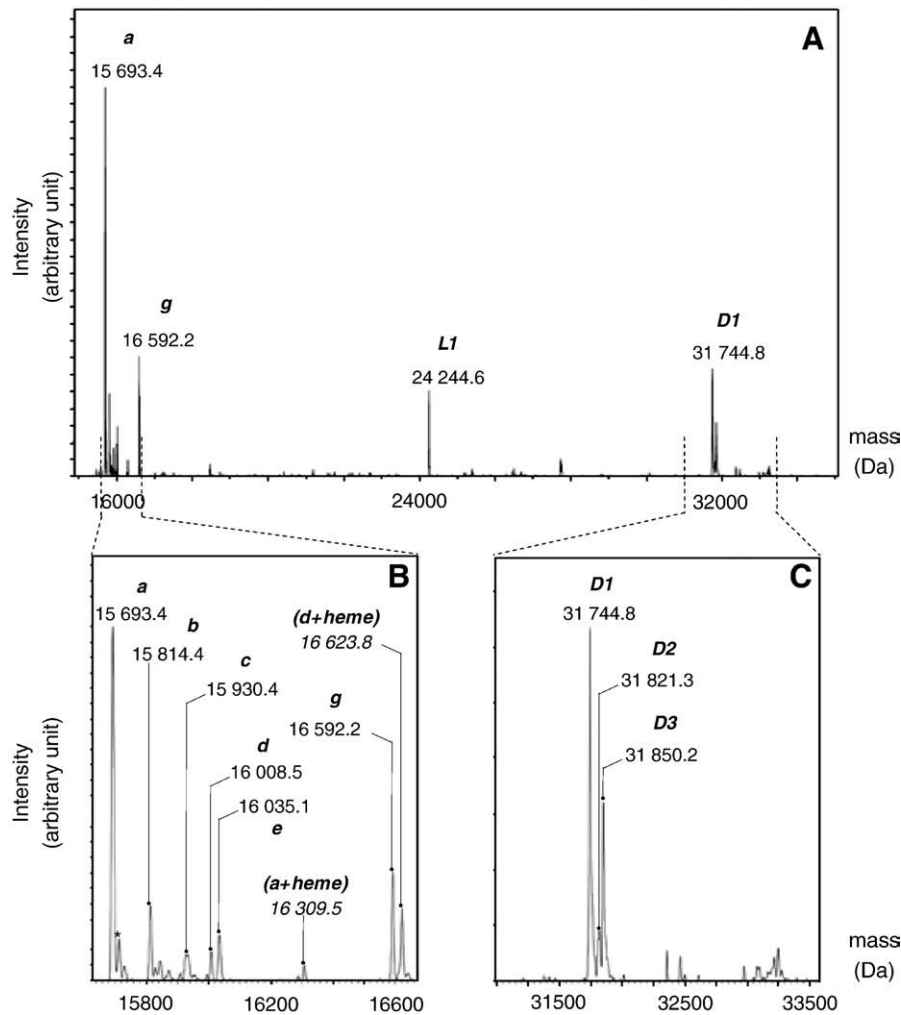 A
a
15 693.4
g
16 592.2
L1
24 244.6
D1
31 744.8
Intensity
(arbitrary unit)
mass
(Da)
16000
24000
32000
B
a
15 693.4
b
15 814.4
c
15 930.4
d
16 008.5
16 035.1
e
(a+heme)
16 309.5
(d+heme)
16 623.8
g
16 592.2
*
Intensity
(arbitrary unit)
15800
16200
16600
C
D1
31 744.8
D2
31 821.3
D3
31 850.2
mass
(Da)
31500
32500
33500